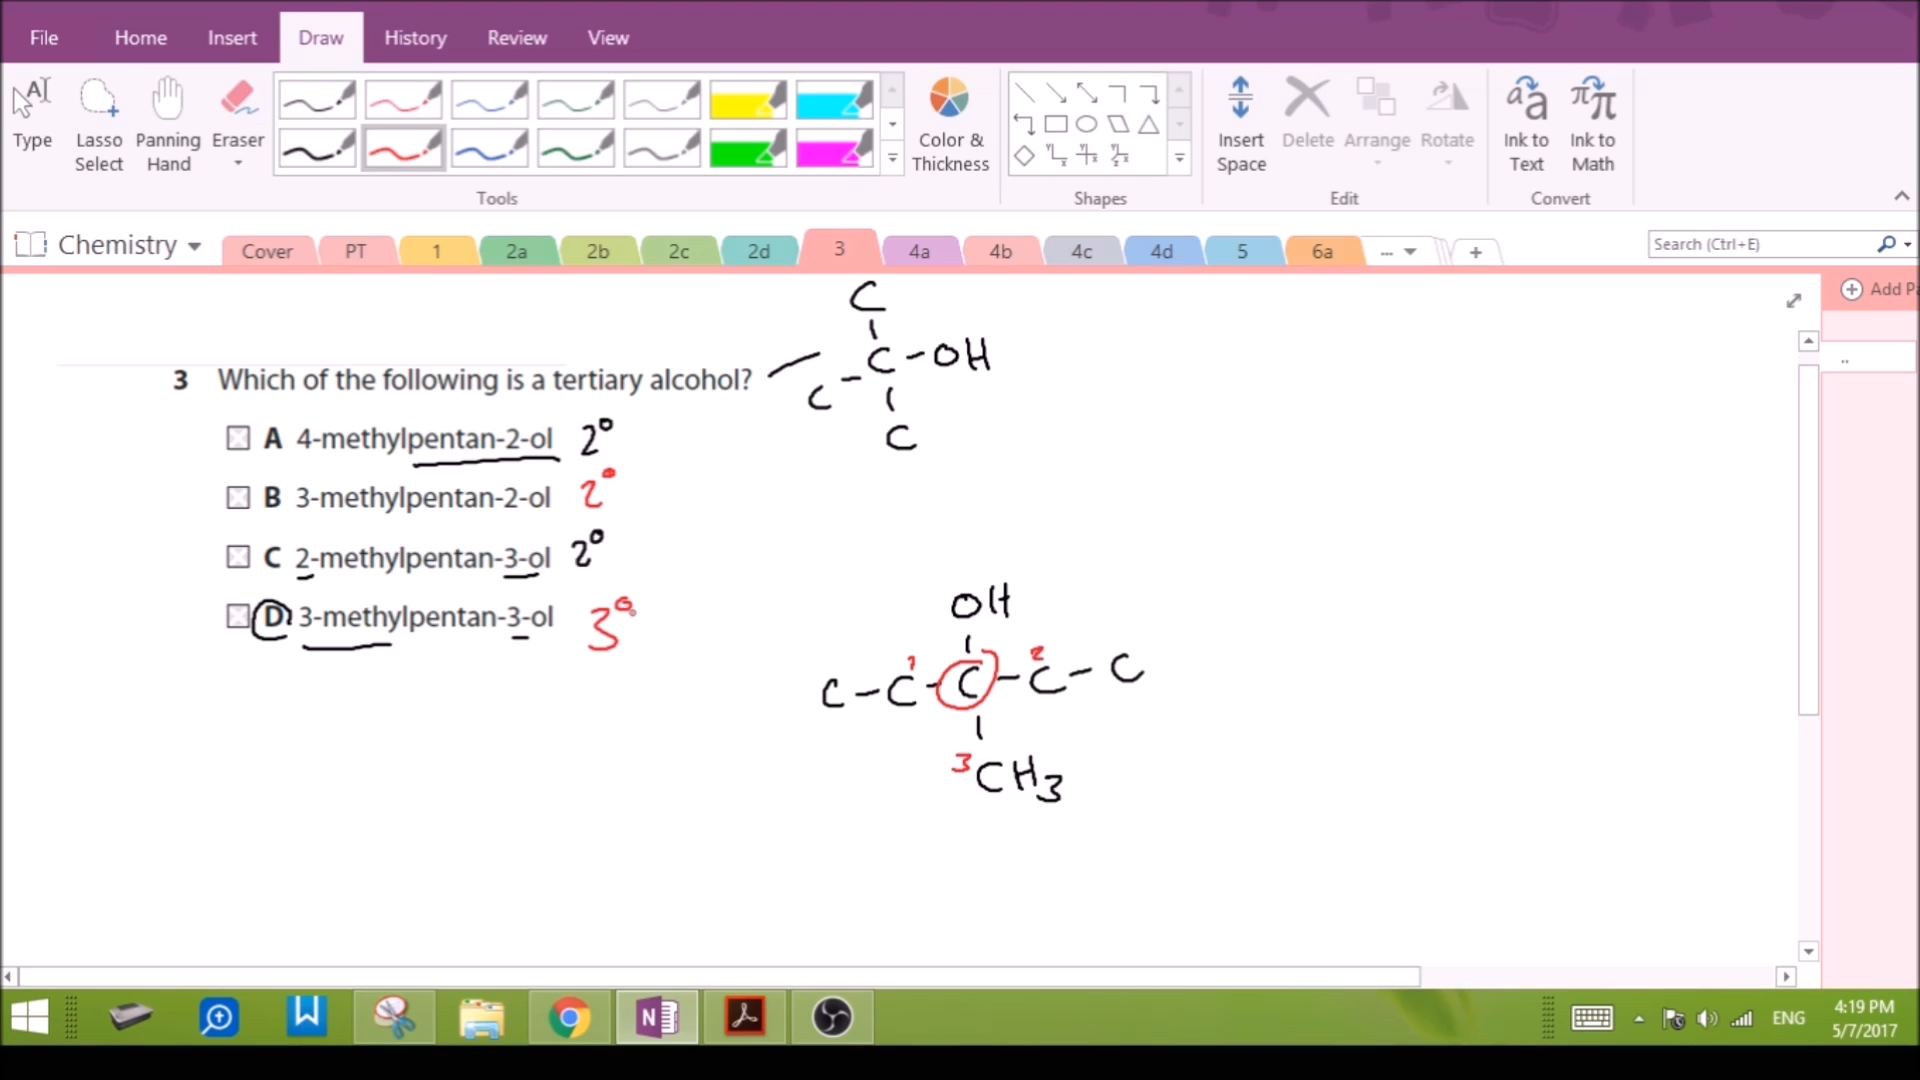 File Home Insert Draw History Review View
Type Lasso Select Panning Hand Eraser Color & Thickness Insert Space Delete Arrange Rotate Ink to Text Ink to Math
Tools Shapes Edit Convert
Chemistry Cover PT 1 2a 2b 2c 2d 3 4a 4b 4c 4d 5 6a ... + Search (Ctrl+E)
Add Pa
..
C
C - OH
C -
C
3 Which of the following is a tertiary alcohol?
A 4-methylpentan-2-ol 2°
B 3-methylpentan-2-ol 2°
C 2-methylpentan-3-ol 2°
D 3-methylpentan-3-ol 3°
OH
1 2
C - C - C - C - C
3 CH3
ENG 4:19 PM
5/7/2017